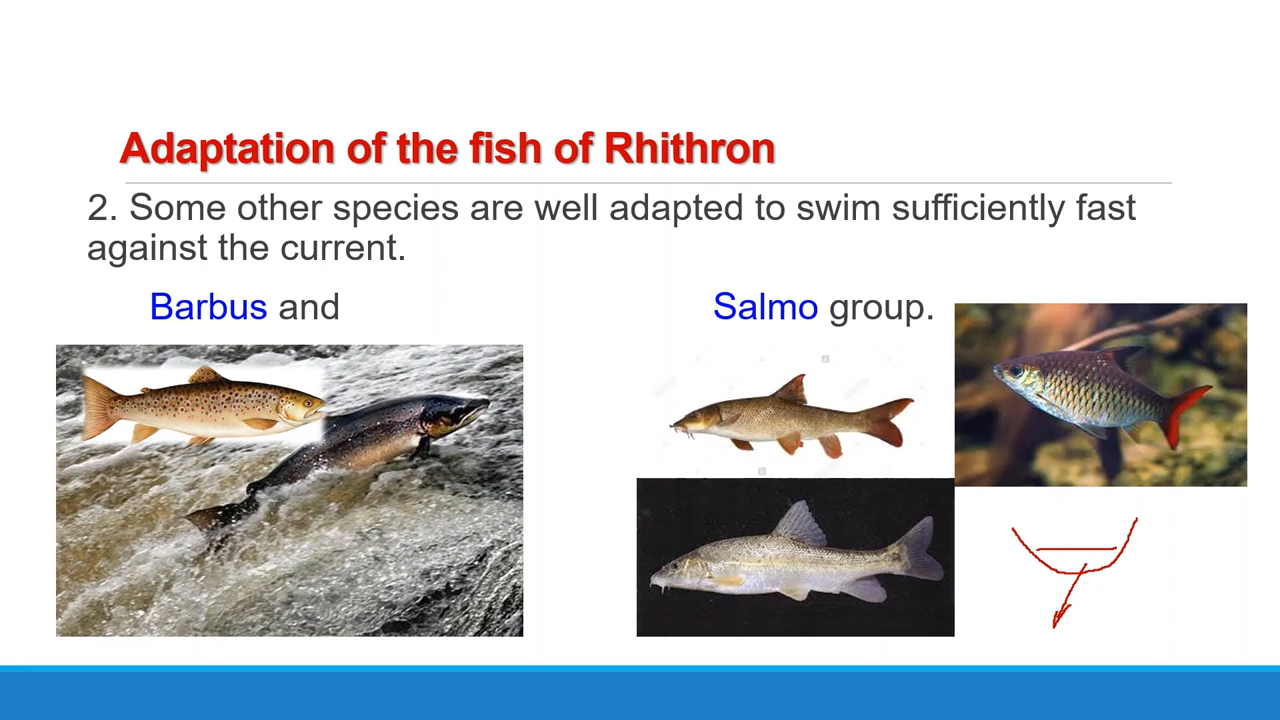 Adaptation of the fish of Rhithron
2. Some other species are well adapted to swim sufficiently fast
against the current.
Barbus and
Salmo group.